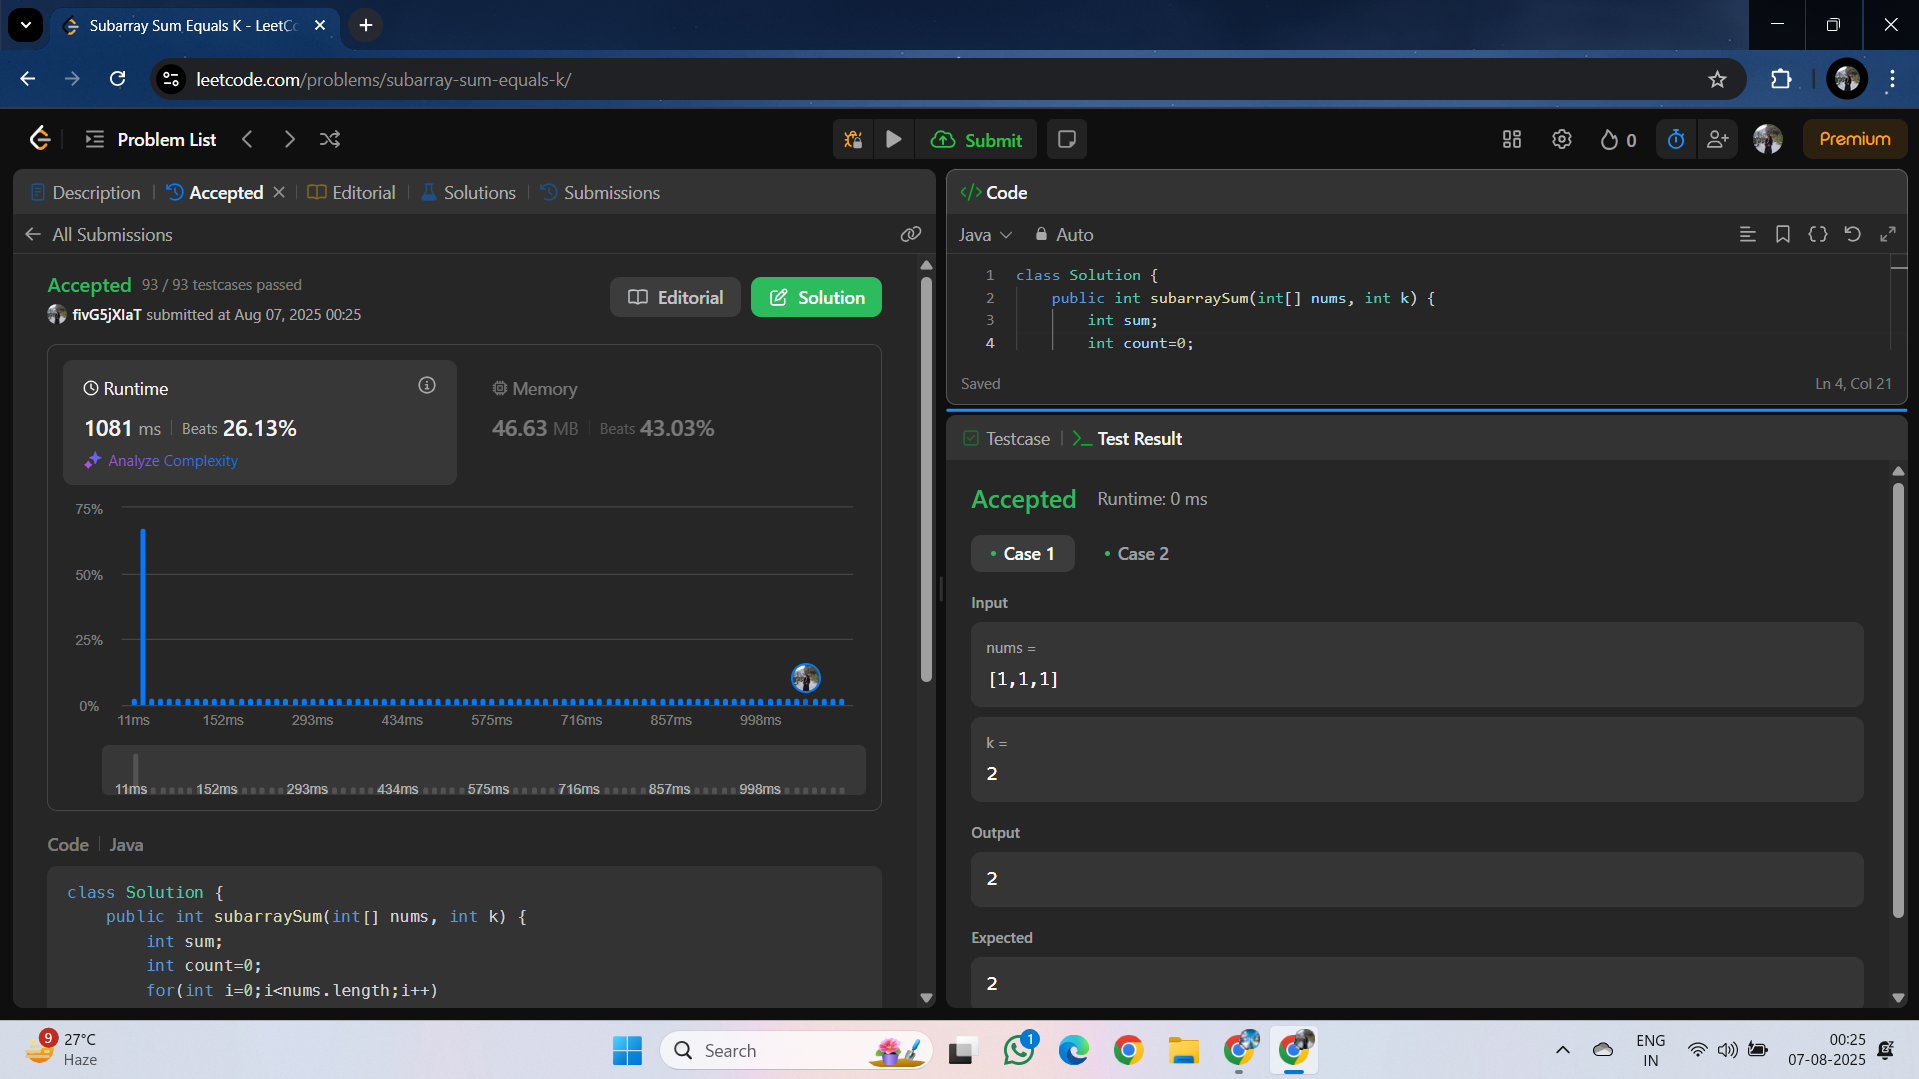 Subarray Sum Equals K - LeetCo
leetcode.com/problems/subarray-sum-equals-k/
Problem List
Submit
0
Premium
Description
Accepted
Editorial
Solutions
Submissions
All Submissions
Accepted 93 / 93 testcases passed
fivG5jXlaT submitted at Aug 07, 2025 00:25
Editorial
Solution
Runtime
1081 ms Beats 26.13%
Analyze Complexity
Memory
46.63 MB Beats 43.03%
75%
50%
25%
0%
11ms 152ms 293ms 434ms 575ms 716ms 857ms 998ms
11ms 152ms 293ms 434ms 575ms 716ms 857ms 998ms
Code Java
class Solution {
public int subarraySum(int[] nums, int k) {
int sum;
int count=0;
for(int i=0;i<nums.length;i++)
</> Code
Java Auto
1 class Solution {
2 public int subarraySum(int[] nums, int k) {
3 int sum;
4 int count=0;
Saved
Ln 4, Col 21
Testcase
Test Result
Accepted Runtime: 0 ms
Case 1
Case 2
Input
nums =
[1,1,1]
k =
2
Output
2
Expected
2
9
27°C
Haze
Search
1
ENG
IN
00:25
07-08-2025